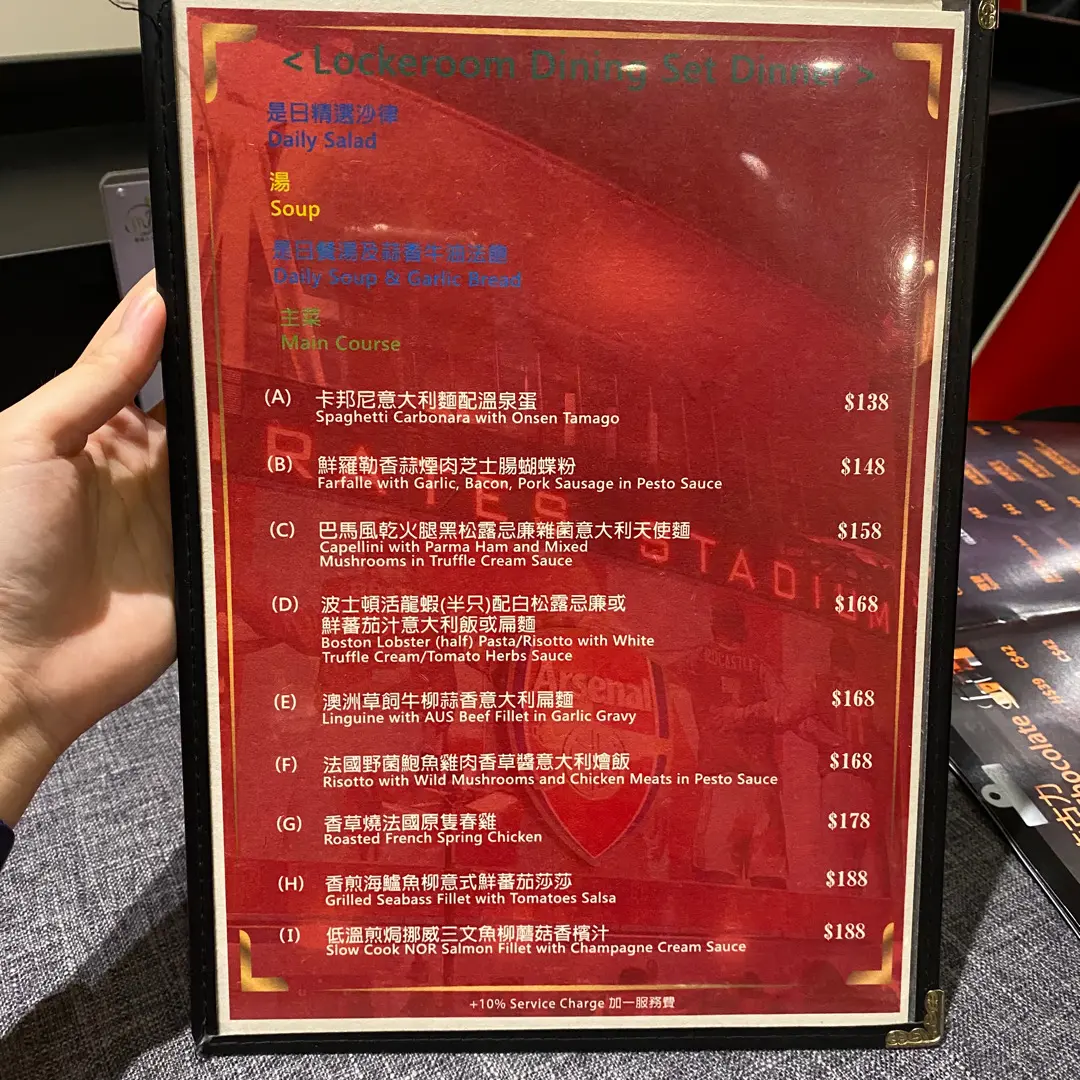 < Lockeroom Dining Set Dinner >
是日精選沙律
Daily Salad
湯
Soup
是日餐湯及蒜香牛油法包
Daily Soup & Garlic Bread
主菜
Main Course
(A) 卡邦尼意大利麵配溫泉蛋 $138
Spaghetti Carbonara with Onsen Tamago
(B) 鮮羅勒香蒜煙肉芝士腸蝴蝶粉 $148
Farfalle with Garlic, Bacon, Pork Sausage in Pesto Sauce
(C) 巴馬風乾火腿黑松露忌廉雜菌意大利天使麵 $158
Capellini with Parma Ham and Mixed
Mushrooms in Truffle Cream Sauce
(D) 波士頓活龍蝦(半只)配白松露忌廉或 $168
鮮蕃茄汁意大利飯或扁麵
Boston Lobster (half) Pasta/Risotto with White
Truffle Cream/Tomato Herbs Sauce
(E) 澳洲草飼牛柳蒜香意大利扁麵 $168
Linguine with AUS Beef Fillet in Garlic Gravy
(F) 法國野菌鮑魚雞肉香草醬意大利燴飯 $168
Risotto with Wild Mushrooms and Chicken Meats in Pesto Sauce
(G) 香草燒法國原隻春雞 $178
Roasted French Spring Chicken
(H) 香煎海鱸魚柳意式鮮蕃茄莎莎 $188
Grilled Seabass Fillet with Tomatoes Salsa
(I) 低溫煎焗挪威三文魚柳蘑菇香檳汁 $188
Slow Cook NOR Salmon Fillet with Champagne Cream Sauce
+10% Service Charge 加一服務費
RATES STADIUM
Arsenal
C$42
C$42
H$39
hocolate
古力